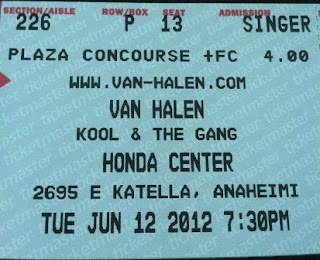 SECTION/AISLE ROW/BOX SEAT ADMISSION
226 P 13 SINGER
PLAZA CONCOURSE +FC 4.00
WWW.VAN-HALEN.COM
VAN HALEN
KOOL & THE GANG
HONDA CENTER
2695 E KATELLA, ANAHEIMI
TUE JUN 12 2012 7:30PM